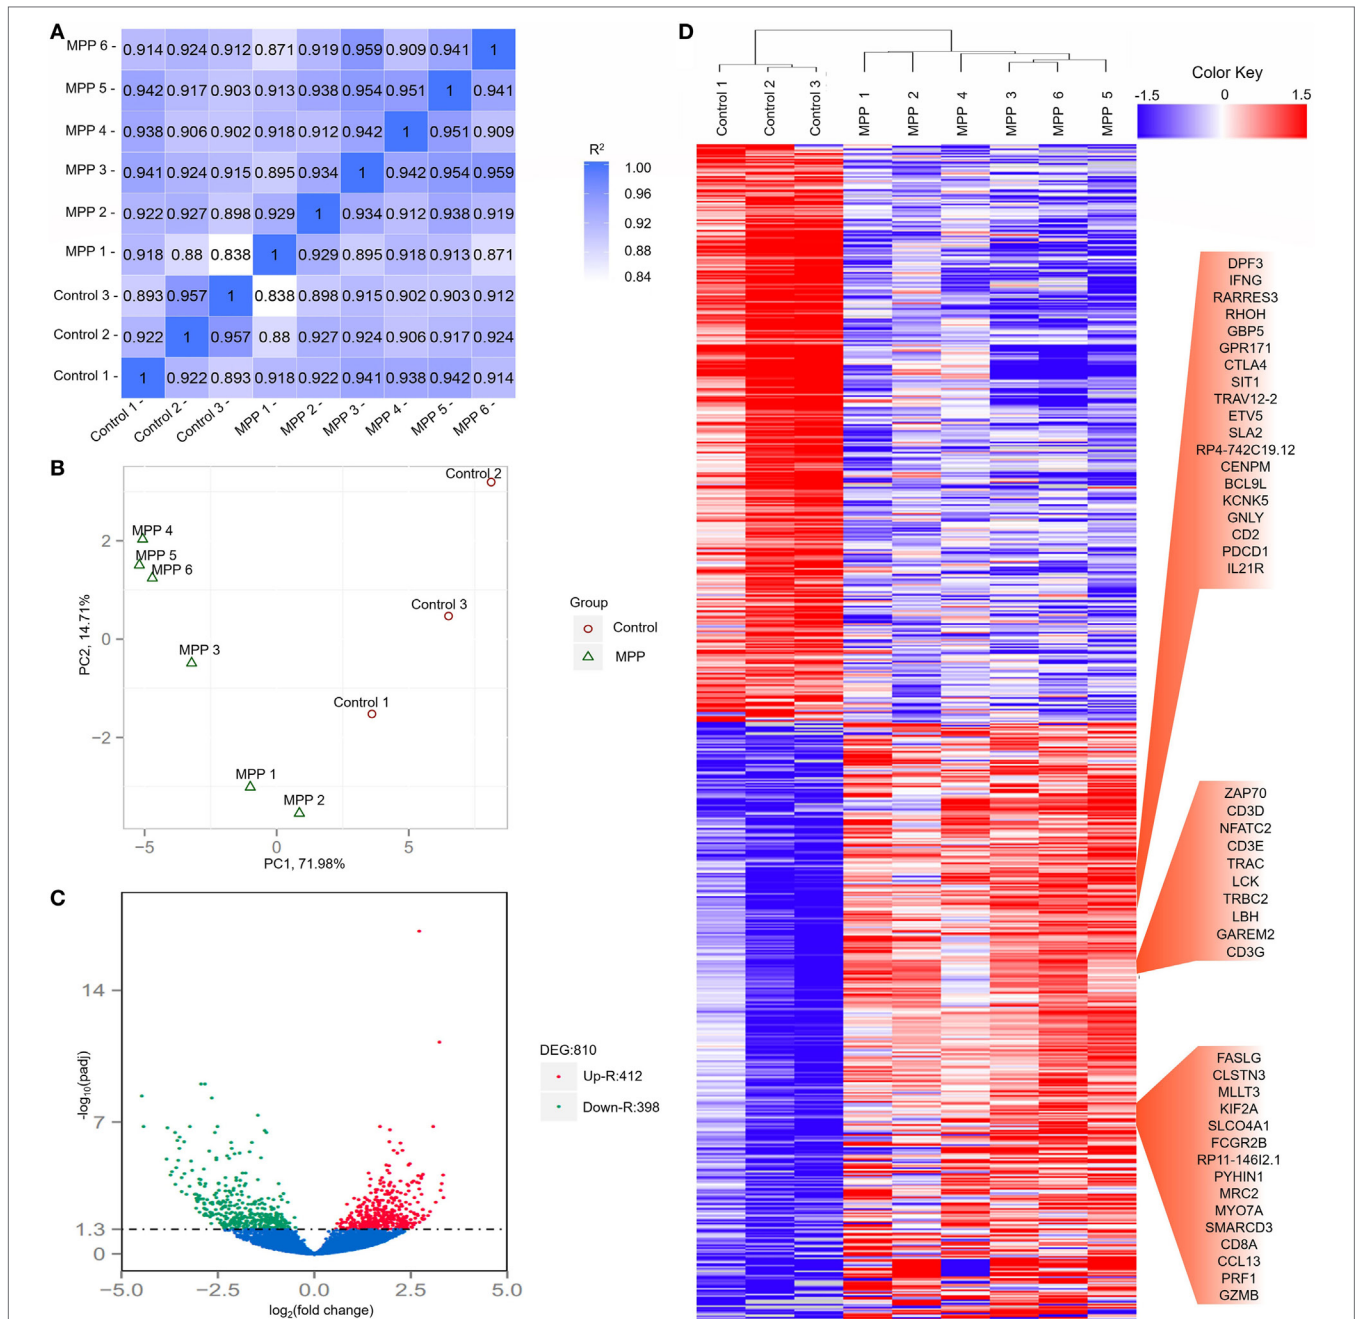 A
MPP 6 - 0.914 0.924 0.912 0.871 0.919 0.959 0.909 0.941 1
MPP 5 - 0.942 0.917 0.903 0.913 0.938 0.954 0.951 1 0.941
MPP 4 - 0.938 0.906 0.902 0.918 0.912 0.942 1 0.951 0.909
MPP 3 - 0.941 0.924 0.915 0.895 0.934 1 0.942 0.954 0.959
MPP 2 - 0.922 0.927 0.898 0.929 1 0.934 0.912 0.938 0.919
MPP 1 - 0.918 0.88 0.838 1 0.929 0.895 0.918 0.913 0.871
Control 3 - 0.893 0.957 1 0.838 0.898 0.915 0.902 0.903 0.912
Control 2 - 0.922 1 0.957 0.88 0.927 0.924 0.906 0.917 0.924
Control 1 - 1 0.922 0.893 0.918 0.922 0.941 0.938 0.942 0.914
Control 1 - Control 2 - Control 3 - MPP 1 - MPP 2 - MPP 3 - MPP 4 - MPP 5 - MPP 6 -
R²
1.00
0.96
0.92
0.88
0.84
B
Control 2
MPP 4
MPP 5
MPP 6
Control 3
MPP 3
Control 1
MPP 1
MPP 2
2
0
−2
PC2, 14.71%
−5 0 5
PC1, 71.98%
Group
Control
MPP
C
14
7
1.3
0
-log₁₀(padj)
−5.0 −2.5 0.0 2.5 5.0
log₂(fold change)
DEG:810
Up-R:412
Down-R:398
D
Control 1 Control 2 Control 3 MPP 1 MPP 2 MPP 4 MPP 3 MPP 6 MPP 5
Color Key
-1.5 0 1.5
DPF3
IFNG
RARRES3
RHOH
GBP5
GPR171
CTLA4
SIT1
TRAV12-2
ETV5
SLA2
RP4-742C19.12
CENPM
BCL9L
KCNK5
GNLY
CD2
PDCD1
IL21R
ZAP70
CD3D
NFATC2
CD3E
TRAC
LCK
TRBC2
LBH
GAREM2
CD3G
FASLG
CLSTN3
MLLT3
KIF2A
SLCO4A1
FCGR2B
RP11-146I2.1
PYHIN1
MRC2
MYO7A
SMARCD3
CD8A
CCL13
PRF1
GZMB